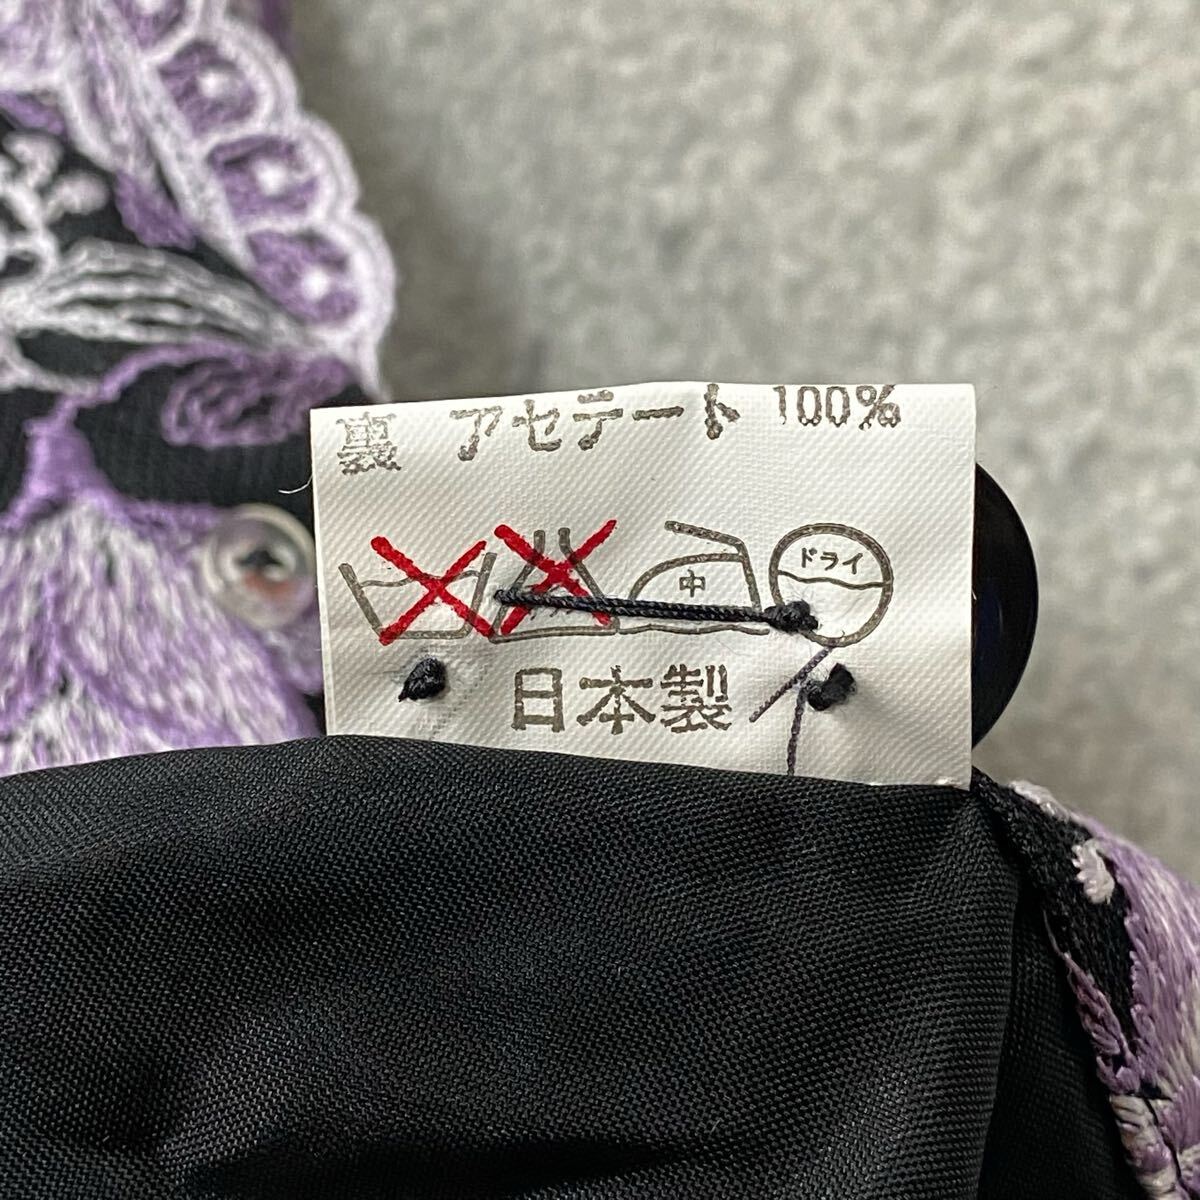 裏 アセテート 100%
中 ドライ
日本製